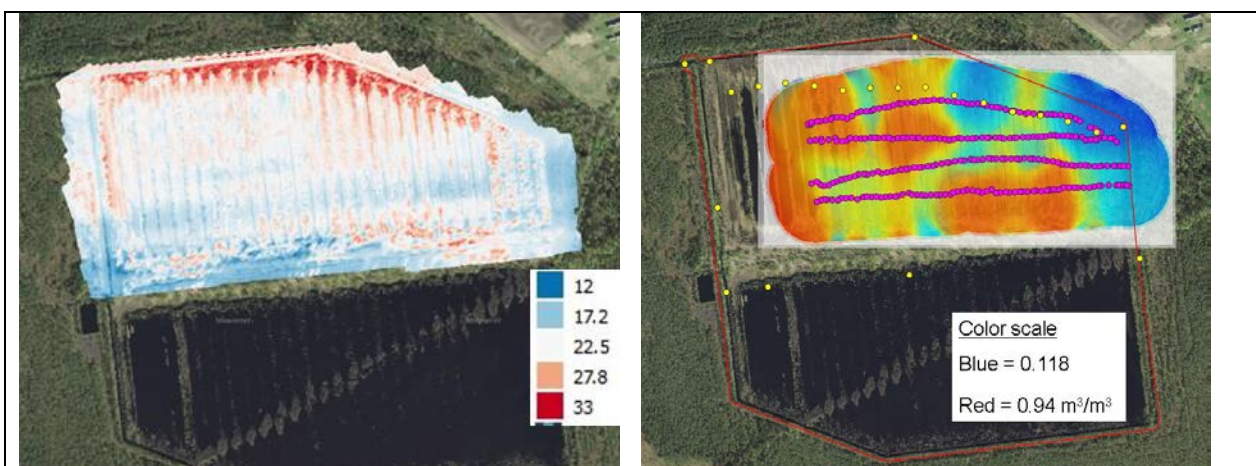 12
17.2
22.5
27.8
33
Color scale
Blue = 0.118
Red = 0.94 m³/m³